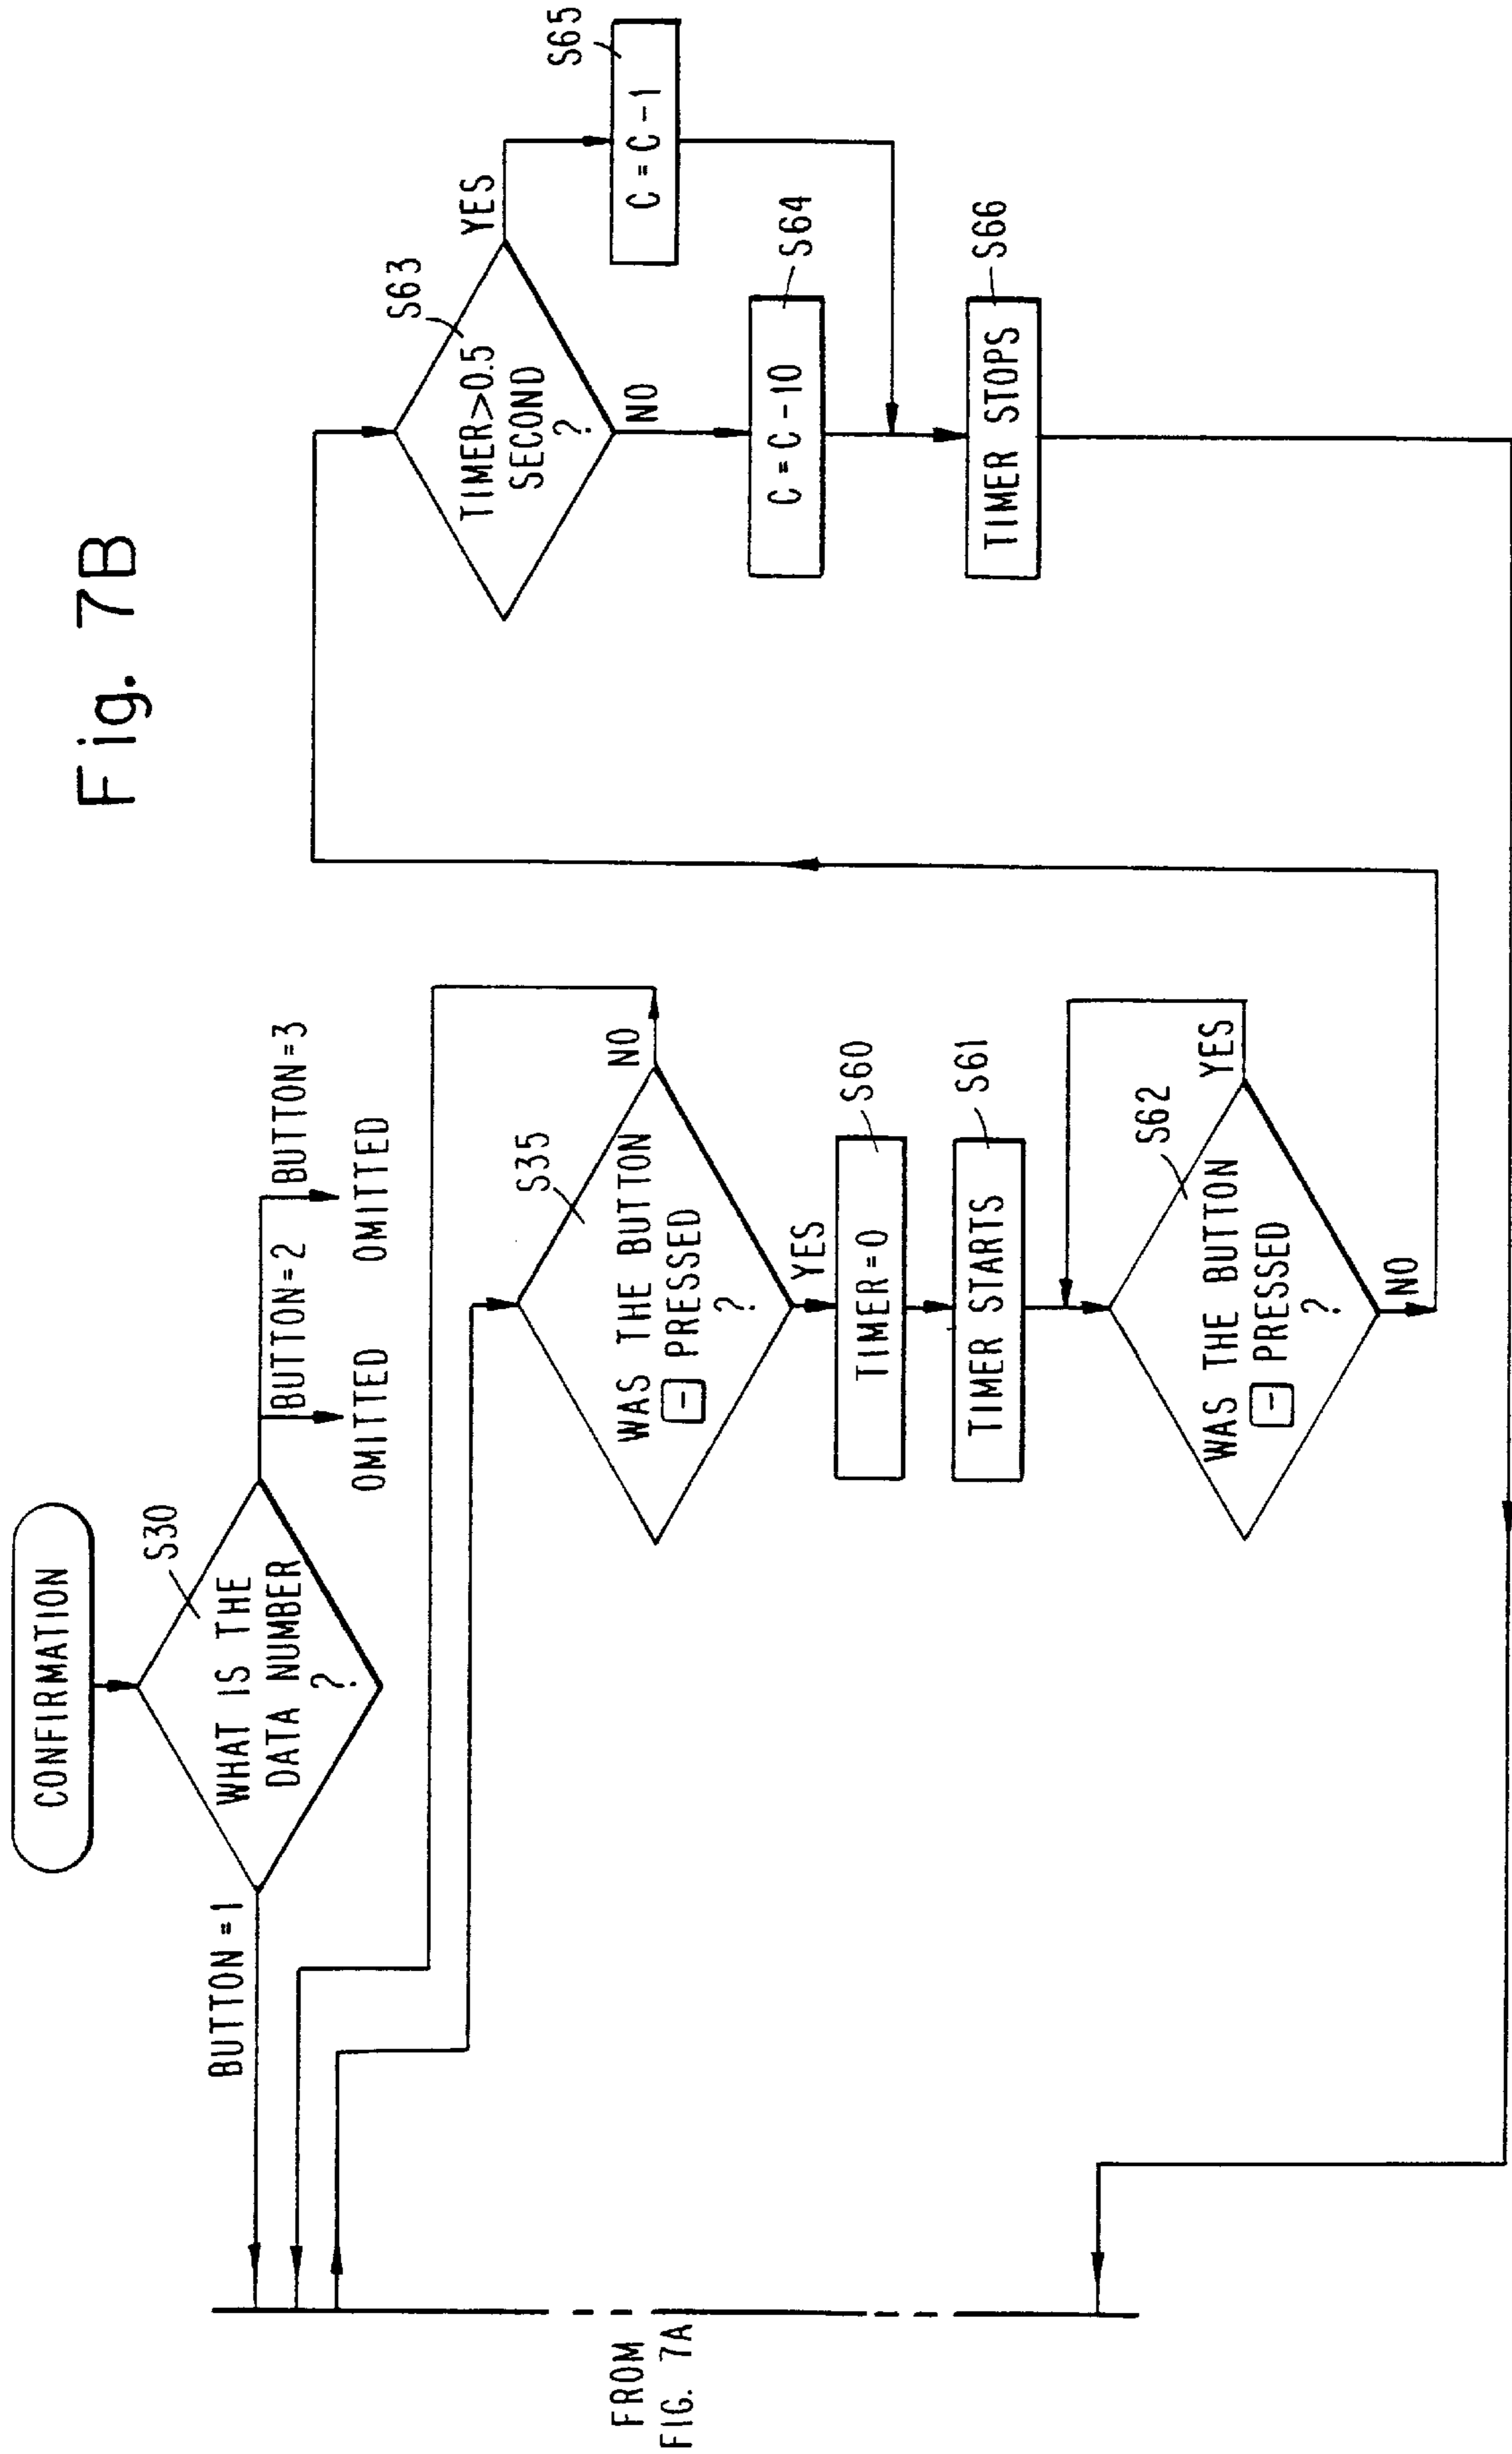 Fig. 7B
CONFIRMATION
S30
WHAT IS THE
DATA NUMBER
?
BUTTON=1
BUTTON=2
OMITTED
BUTTON=3
OMITTED
S35
WAS THE BUTTON
- PRESSED
?
NO
YES
S60
TIMER=0
S61
TIMER STARTS
S62
WAS THE BUTTON
- PRESSED
?
YES
NO
S63
TIMER>0.5
SECOND
?
YES
NO
S65
C = C -1
S64
C = C -10
S66
TIMER STOPS
FROM
FIG. 7A